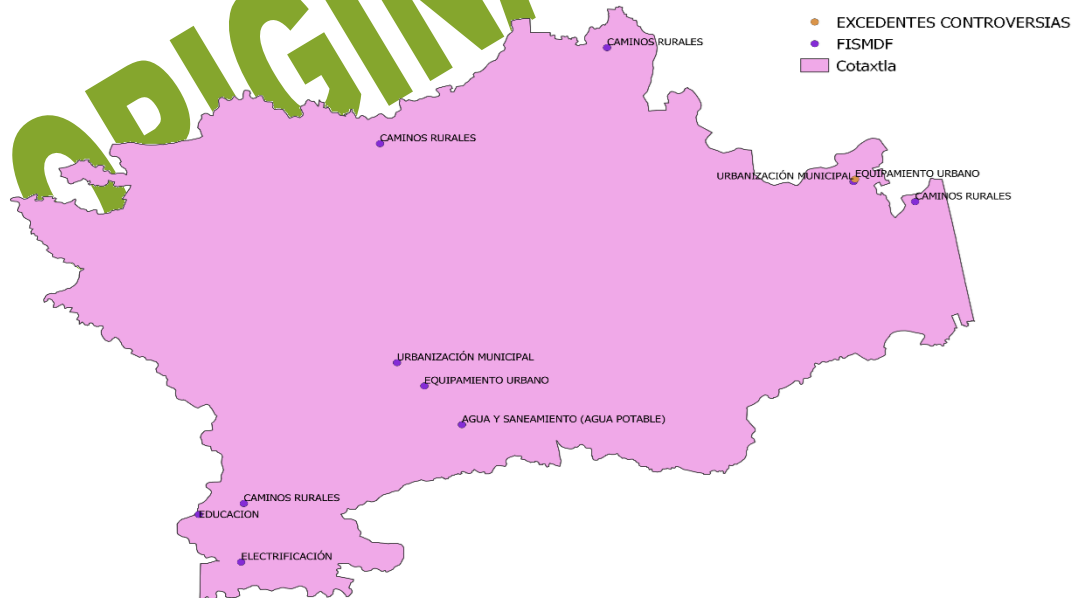 ORIGINA
EXCEDENTES CONTROVERSIAS
FISMDF
Cotaxtla
CAMINOS RURALES
CAMINOS RURALES
URBANIZACIÓN MUNICIPAL
EQUIPAMIENTO URBANO
CAMINOS RURALES
URBANIZACIÓN MUNICIPAL
EQUIPAMIENTO URBANO
AGUA Y SANEAMIENTO (AGUA POTABLE)
CAMINOS RURALES
EDUCACION
ELECTRIFICACIÓN